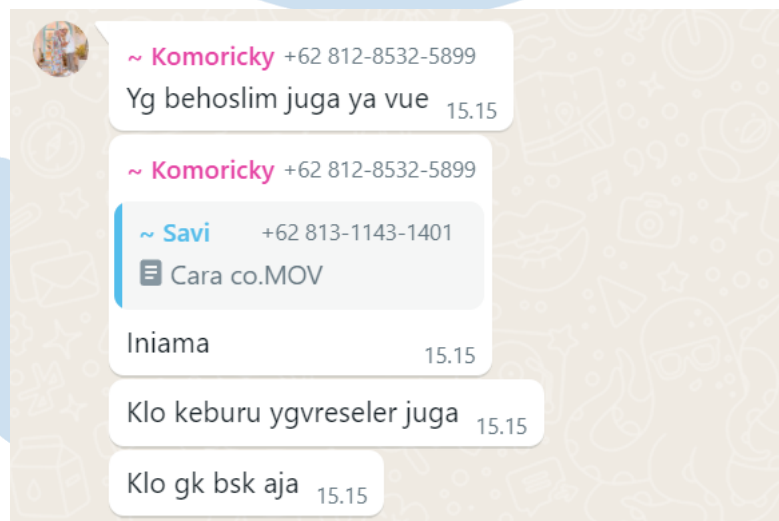 ~ Komoricky +62 812-8532-5899
Yg behoslim juga ya vue 15.15
~ Komoricky +62 812-8532-5899
~ Savi +62 813-1143-1401
Cara co.MOV
Iniama 15.15
Klo keburu ygvreseler juga 15.15
Klo gk bsk aja 15.15